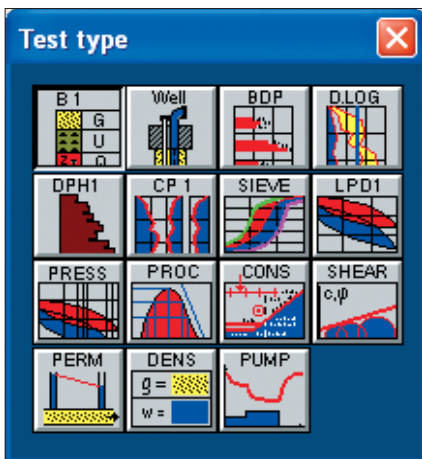 Test type
B 1
G
U
Well
BDP
D.LOG
DPH1
CP 1
SIEVE
LPD1
PRESS
PROC
CONS
SHEAR
c,φ
PERM
DENS
g =
w =
PUMP